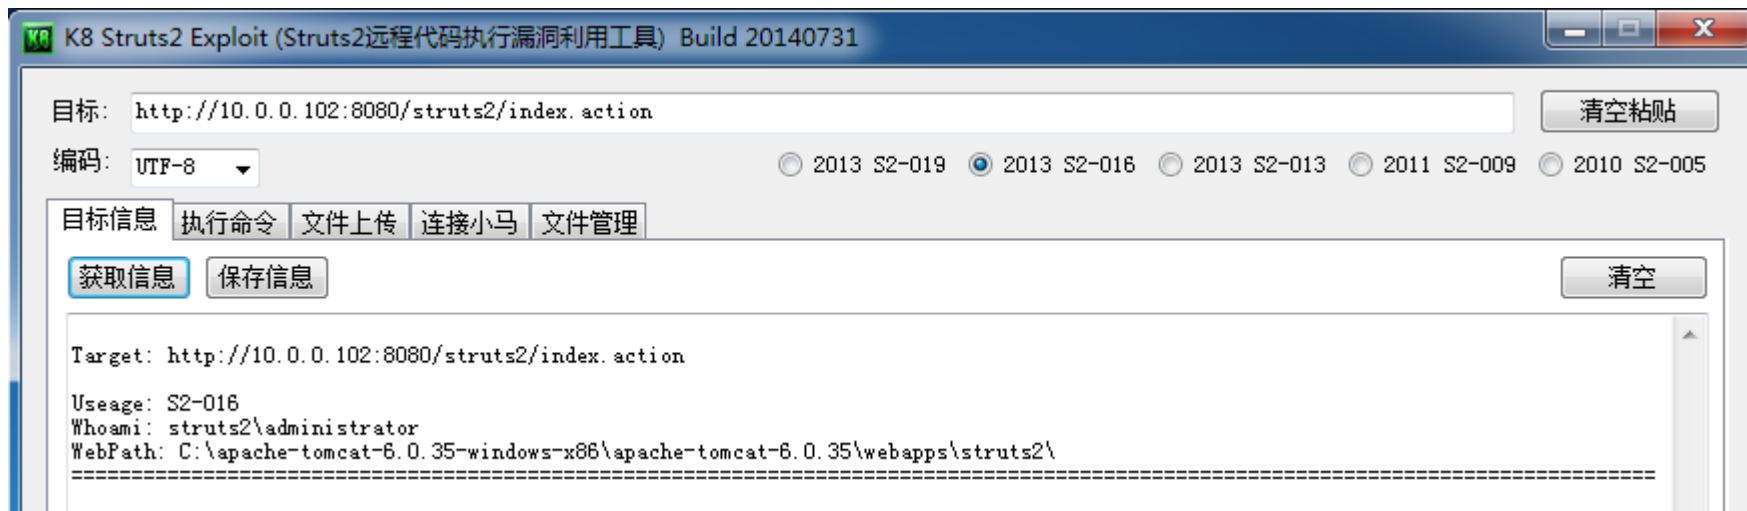 K8 Struts2 Exploit (Struts2远程代码执行漏洞利用工具) Build 20140731
目标: http://10.0.0.102:8080/struts2/index.action 清空粘贴
编码: UTF-8 2013 S2-019 2013 S2-016 2013 S2-013 2011 S2-009 2010 S2-005
目标信息 执行命令 文件上传 连接小马 文件管理
获取信息 保存信息 清空
Target: http://10.0.0.102:8080/struts2/index.action
Useage: S2-016
Whoami: struts2\administrator
WebPath: C:\apache-tomcat-6.0.35-windows-x86\apache-tomcat-6.0.35\webapps\struts2\
====================================================================================================================================